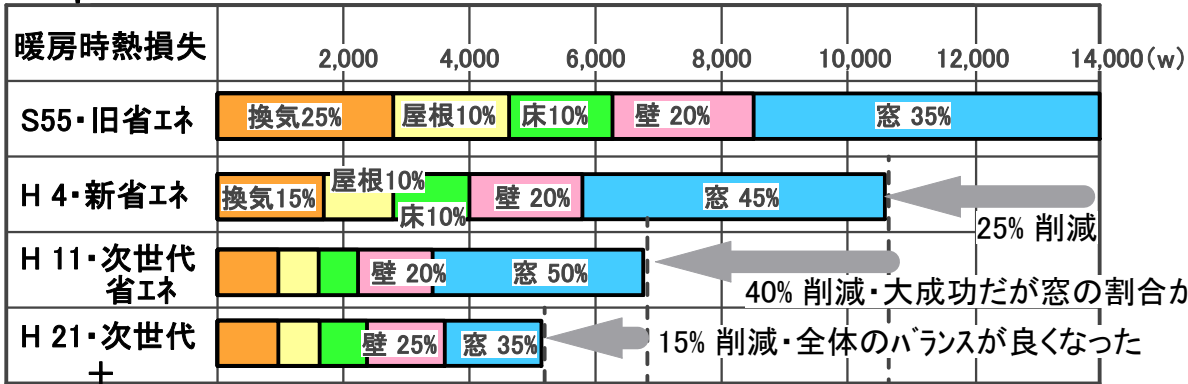 暖房時熱損失
2,000 4,000 6,000 8,000 10,000 12,000 14,000(w)
S55・旧省エネ
換気25% 屋根10% 床10% 壁 20% 窓 35%
H 4・新省エネ
換気15% 屋根10% 床10% 壁 20% 窓 45%
25% 削減
H 11・次世代
省エネ
壁 20% 窓 50%
40% 削減・大成功だが窓の割合が
H 21・次世代
+
壁 25% 窓 35%
15% 削減・全体のバランスが良くなった